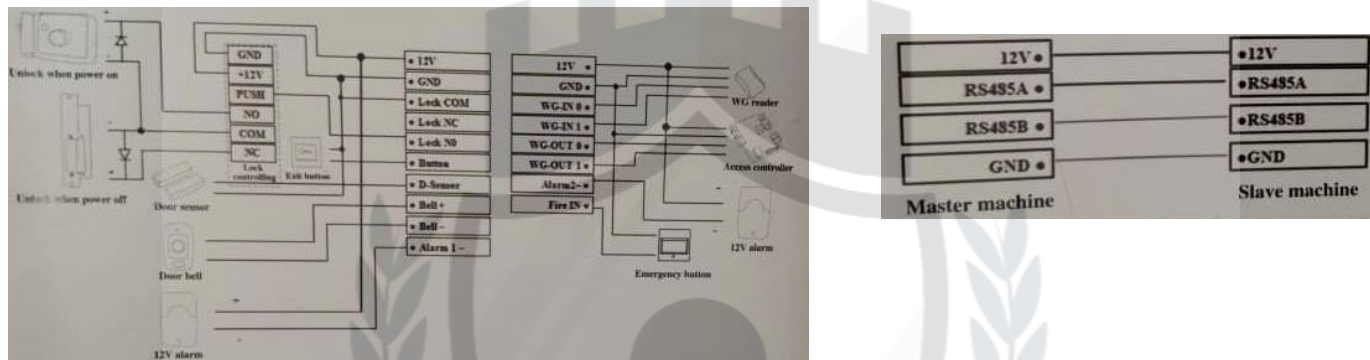 Unlock when power on
Unlock when power off
GND
+12V
PUSH
NO
COM
NC
Lock
controlling
Exit button
Door sensor
Door bell
12V alarm
12V
GND
Lock COM
Lock NC
Lock N0
Button
D-Sensor
Bell+
Bell-
Alarm 1-
12V
GND
WG-IN 0
WG-IN 1
WG-OUT 0
WG-OUT 1
Alarm2-
Fire IN
WG reader
Access controller
12V alarm
Emergency button
12V
RS485A
RS485B
GND
Master machine
12V
RS485A
RS485B
GND
Slave machine